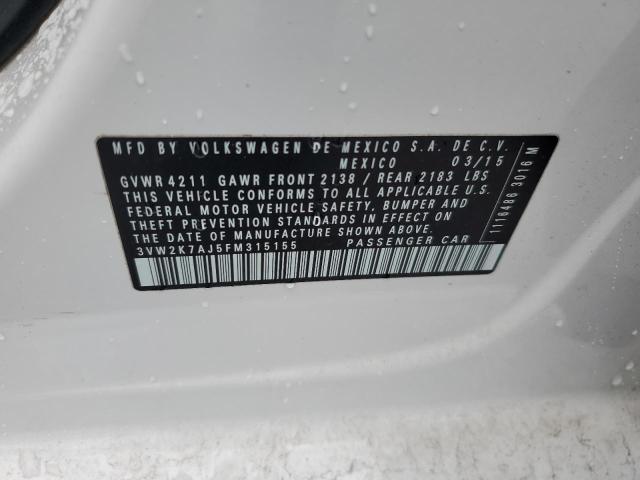 MFD BY VOLKSWAGEN DE MEXICO S.A. DE C.V.
MEXICO 03/15
GVWR 4211 GAWR FRONT 2138 / REAR 2183 LBS
THIS VEHICLE CONFORMS TO ALL APPLICABLE U.S.
FEDERAL MOTOR VEHICLE SAFETY, BUMPER AND
THEFT PREVENTION STANDARDS IN EFFECT ON
THE DATE OF MANUFACTURE SHOWN ABOVE.
3VW2K7AJ5FM315155 PASSENGER CAR
1116486 3016 M